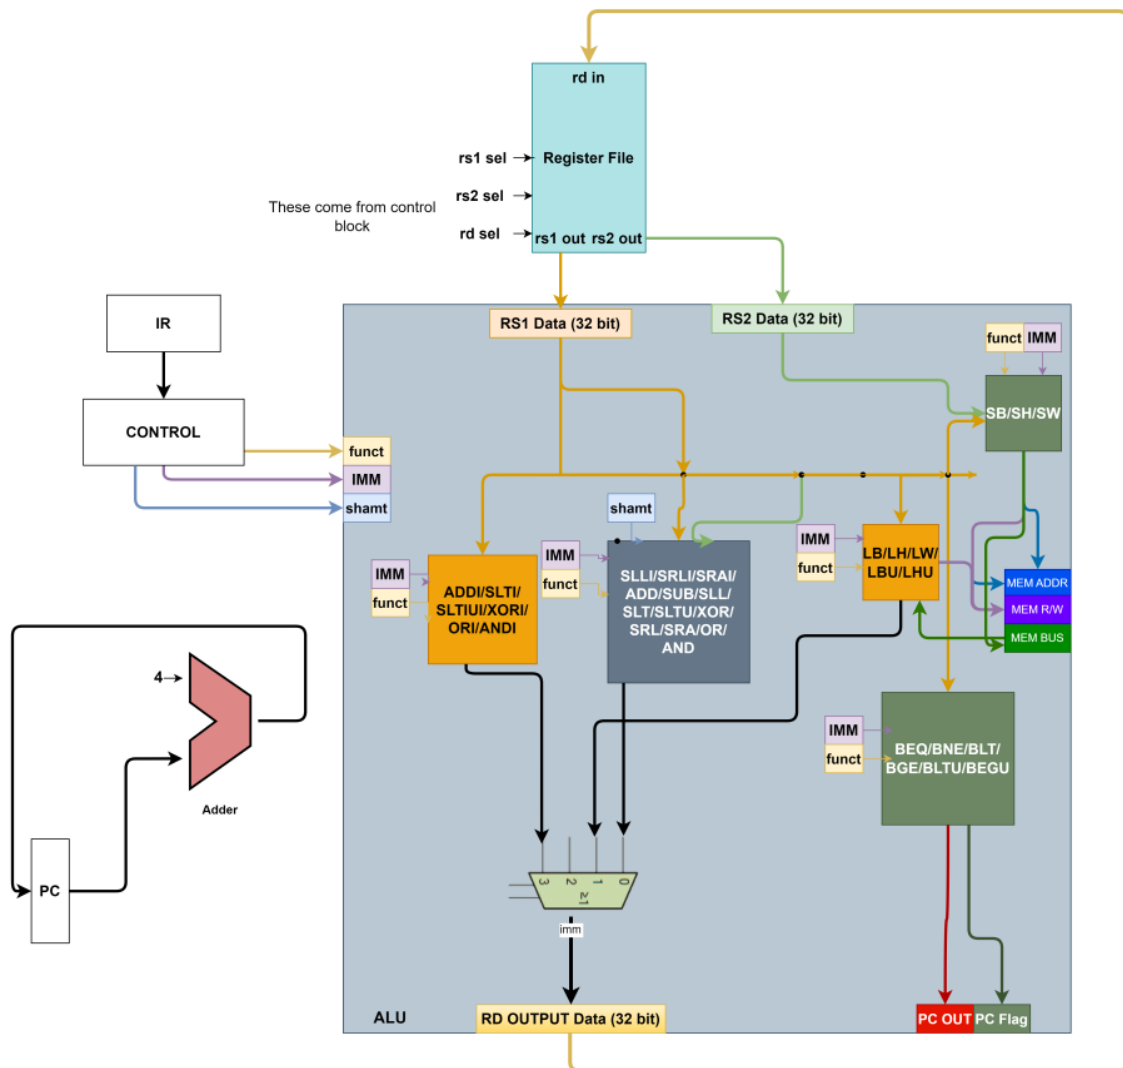 rd in
rs1 sel
Register File
rs2 sel
These come from control
block
rd sel
rs1 out
rs2 out
IR
RS1 Data (32 bit)
RS2 Data (32 bit)
funct
IMM
SB/SH/SW
CONTROL
funct
IMM
shamt
shamt
IMM
funct
ADDI/SLTI/
SLTIUI/XORI/
ORI/ANDI
IMM
funct
SLLI/SRLI/SRAI/
ADD/SUB/SLL/
SLT/SLTU/XOR/
SRL/SRA/OR/
AND
IMM
funct
LB/LH/LW/
LBU/LHU
MEM ADDR
MEM R/W
MEM BUS
4
Adder
IMM
funct
BEQ/BNE/BLT/
BGE/BLTU/BEGU
PC
3
2
1
0
≥1
imm
ALU
RD OUTPUT Data (32 bit)
PC OUT
PC Flag